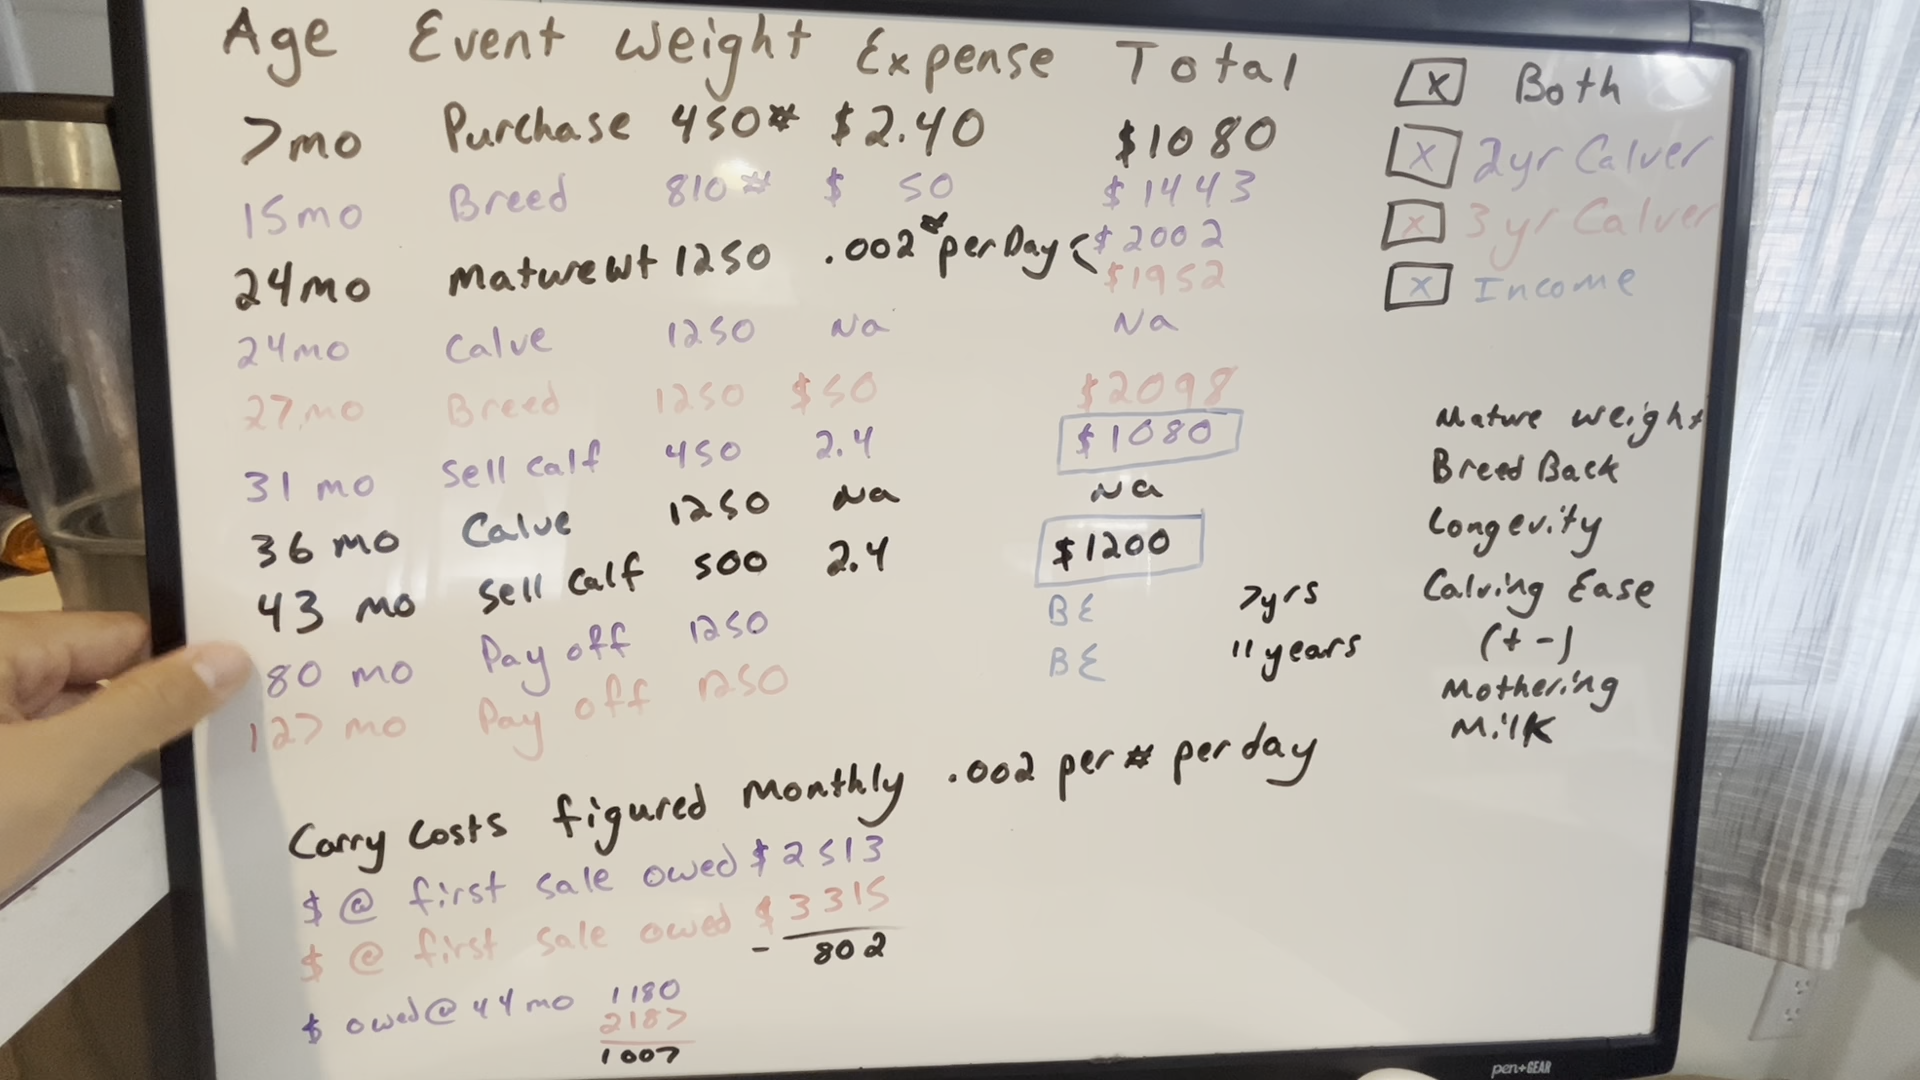 Age Event Weight Expense Total
7mo Purchase 450# $2.40 $1080
15mo Breed 810# $ 50 $1443
24mo Maturewt 1250 .002# per Day < $2002
$1952
24mo Calve 1250 Na Na
27mo Breed 1250 $50 $2098
31 mo Sell Calf 450 2.4 $1080
36 mo Calve 1250 Na Na
43 mo Sell Calf 500 2.4 $1200
80 mo Pay off 1250 BE 7yrs
127 mo Pay off 1250 BE 11 years
Carry Costs figured Monthly .002 per # per day
$ @ first sale owed $2513
$ @ first sale owed $3315
- 802
$ owed@ 44mo 1180
2187
1007
X Both
X 2yr Calver
X 3yr Calver
X Income
Mature Weight
Breed Back
Longevity
Calving Ease
(+ -)
Mothering
Milk
pen+GEAR